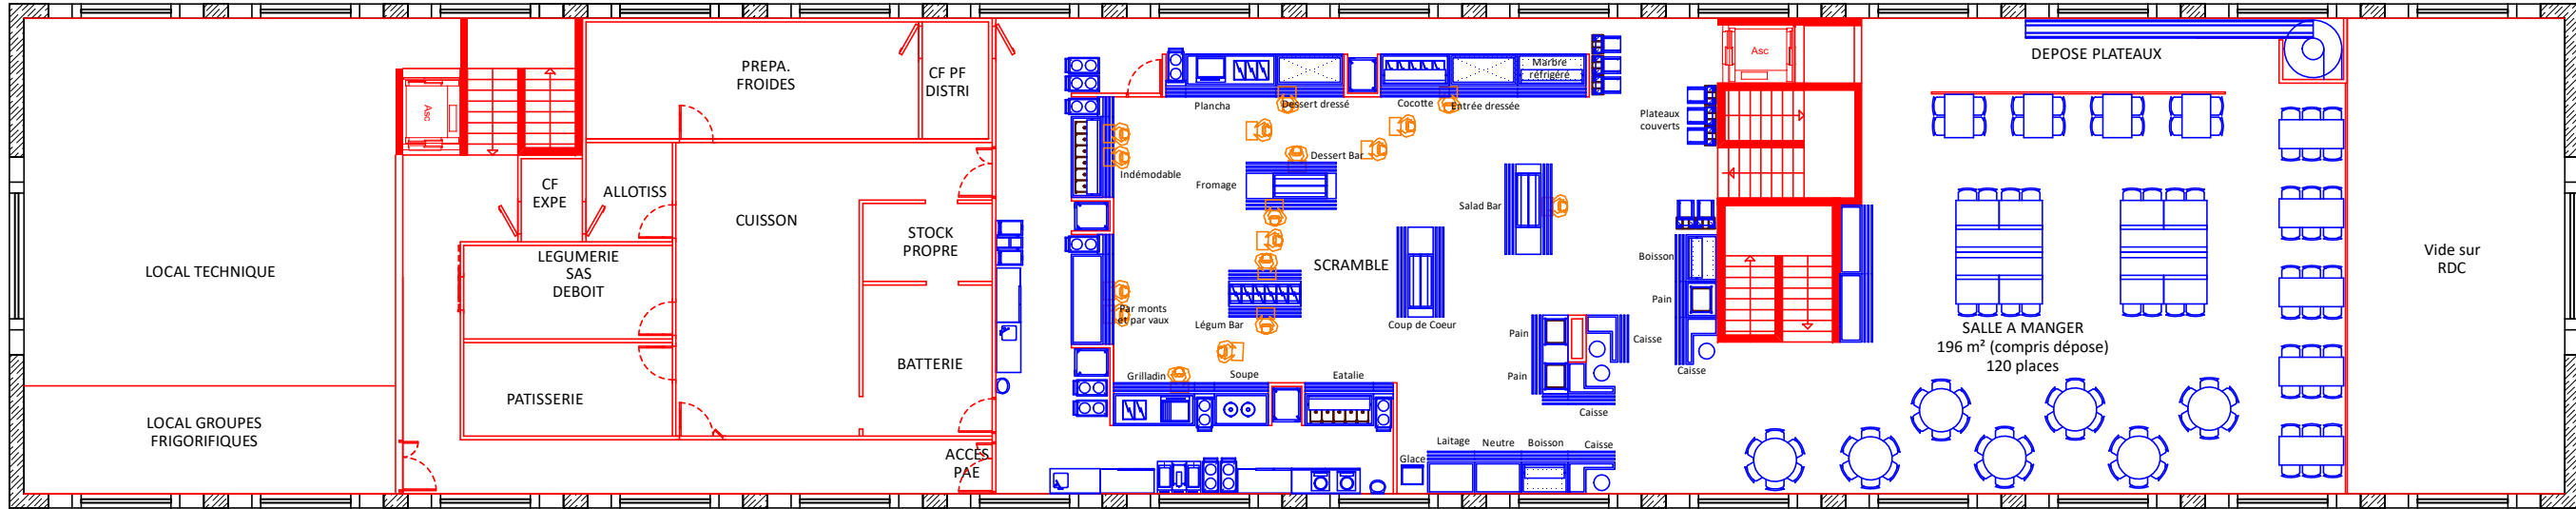 LOCAL TECHNIQUE
LOCAL GROUPES
FRIGORIFIQUES
Asc
CF
EXPE
ALLOTISS
LEGUMERIE
SAS
DEBOIT
PATISSERIE
PREPA.
FROIDES
CF PF
DISTRI
CUISSON
STOCK
PROPRE
BATTERIE
ACCES
PAE
Plancha
Dessert dressé
Cocotte
Entrée dressée
Marbre
réfrigéré
Indémodable
Dessert Bar
Fromage
Salad Bar
SCRAMBLE
Par monts
et par vaux
Légum Bar
Coup de Coeur
Grilladin
Soupe
Eatalie
Pain
Pain
Caisse
Caisse
Glace
Laitage
Neutre
Boisson
Caisse
Plateaux
couverts
Asc
Boisson
Pain
Caisse
DEPOSE PLATEAUX
SALLE A MANGER
196 m² (compris dépose)
120 places
Vide sur
RDC